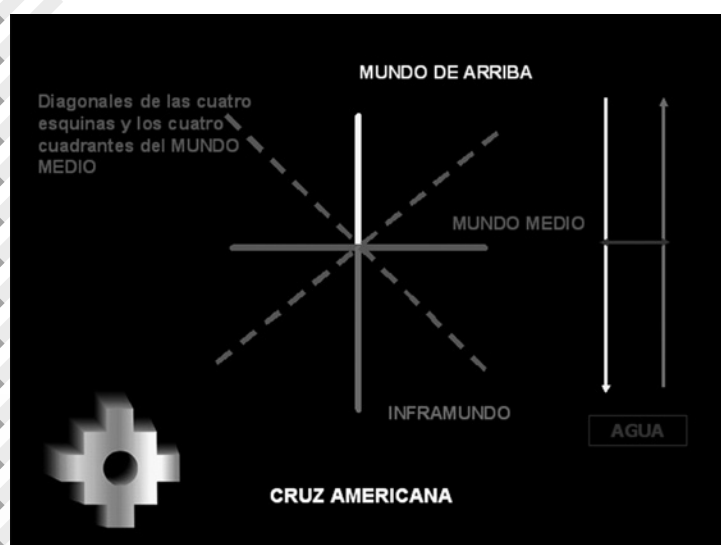 MUNDO DE ARRIBA
Diagonales de las cuatro
esquinas y los cuatro
cuadrantes del MUNDO
MEDIO
MUNDO MEDIO
INFRAMUNDO
AGUA
CRUZ AMERICANA